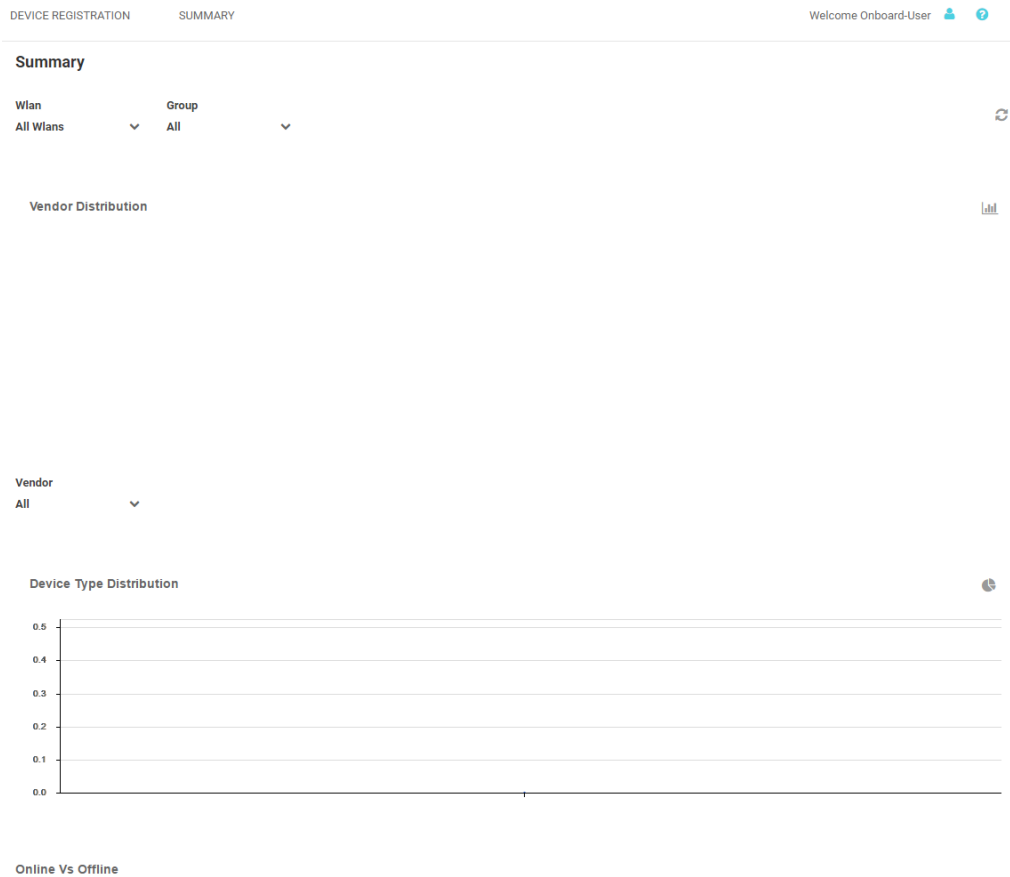 DEVICE REGISTRATION SUMMARY Welcome Onboard-User
Summary
Wlan Group
All Wlans All
Vendor Distribution
Vendor
All
Device Type Distribution
0.5
0.4
0.3
0.2
0.1
0.0
Online Vs Offline